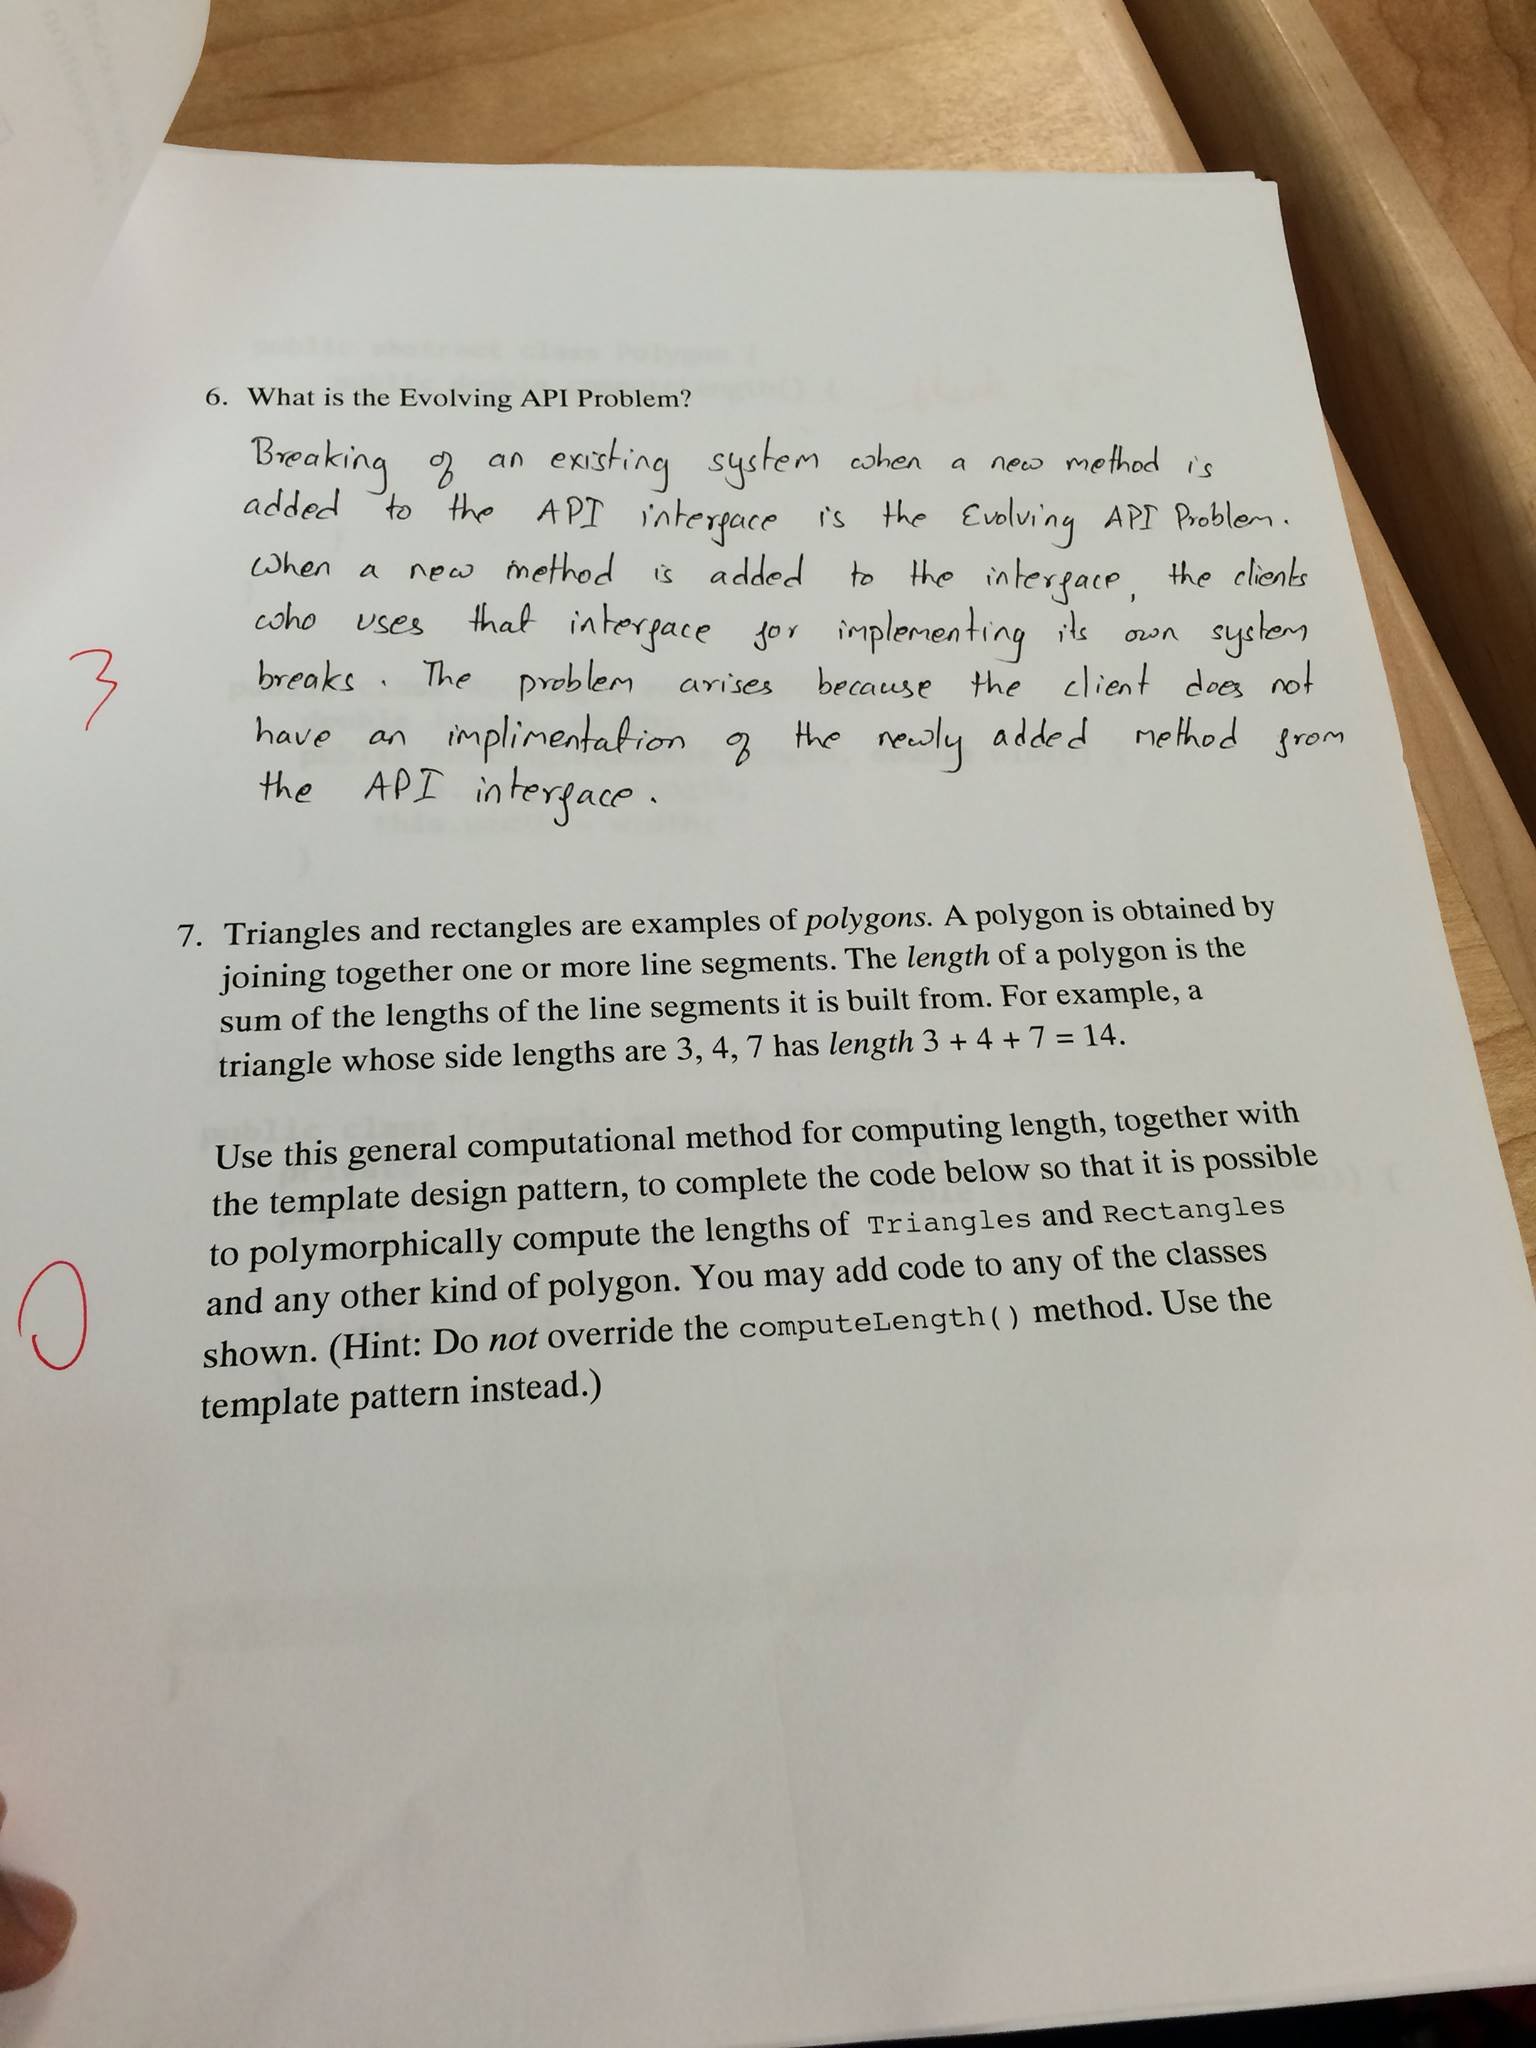 6. What is the Evolving API Problem?
Breaking of an existing system when a new method is
added to the API interface is the Evolving API Problem.
When a new method is added to the interface, the clients
who uses that interface for implementing its own system
breaks. The problem arises because the client does not
3
have an implimentation of the newly added method from
the API interface.
7. Triangles and rectangles are examples of polygons. A polygon is obtained by
joining together one or more line segments. The length of a polygon is the
sum of the lengths of the line segments it is built from. For example, a
triangle whose side lengths are 3, 4, 7 has length 3 + 4 + 7 = 14.
Use this general computational method for computing length, together with
the template design pattern, to complete the code below so that it is possible
to polymorphically compute the lengths of Triangles and Rectangles
and any other kind of polygon. You may add code to any of the classes
0
shown. (Hint: Do not override the computeLength() method. Use the
template pattern instead.)